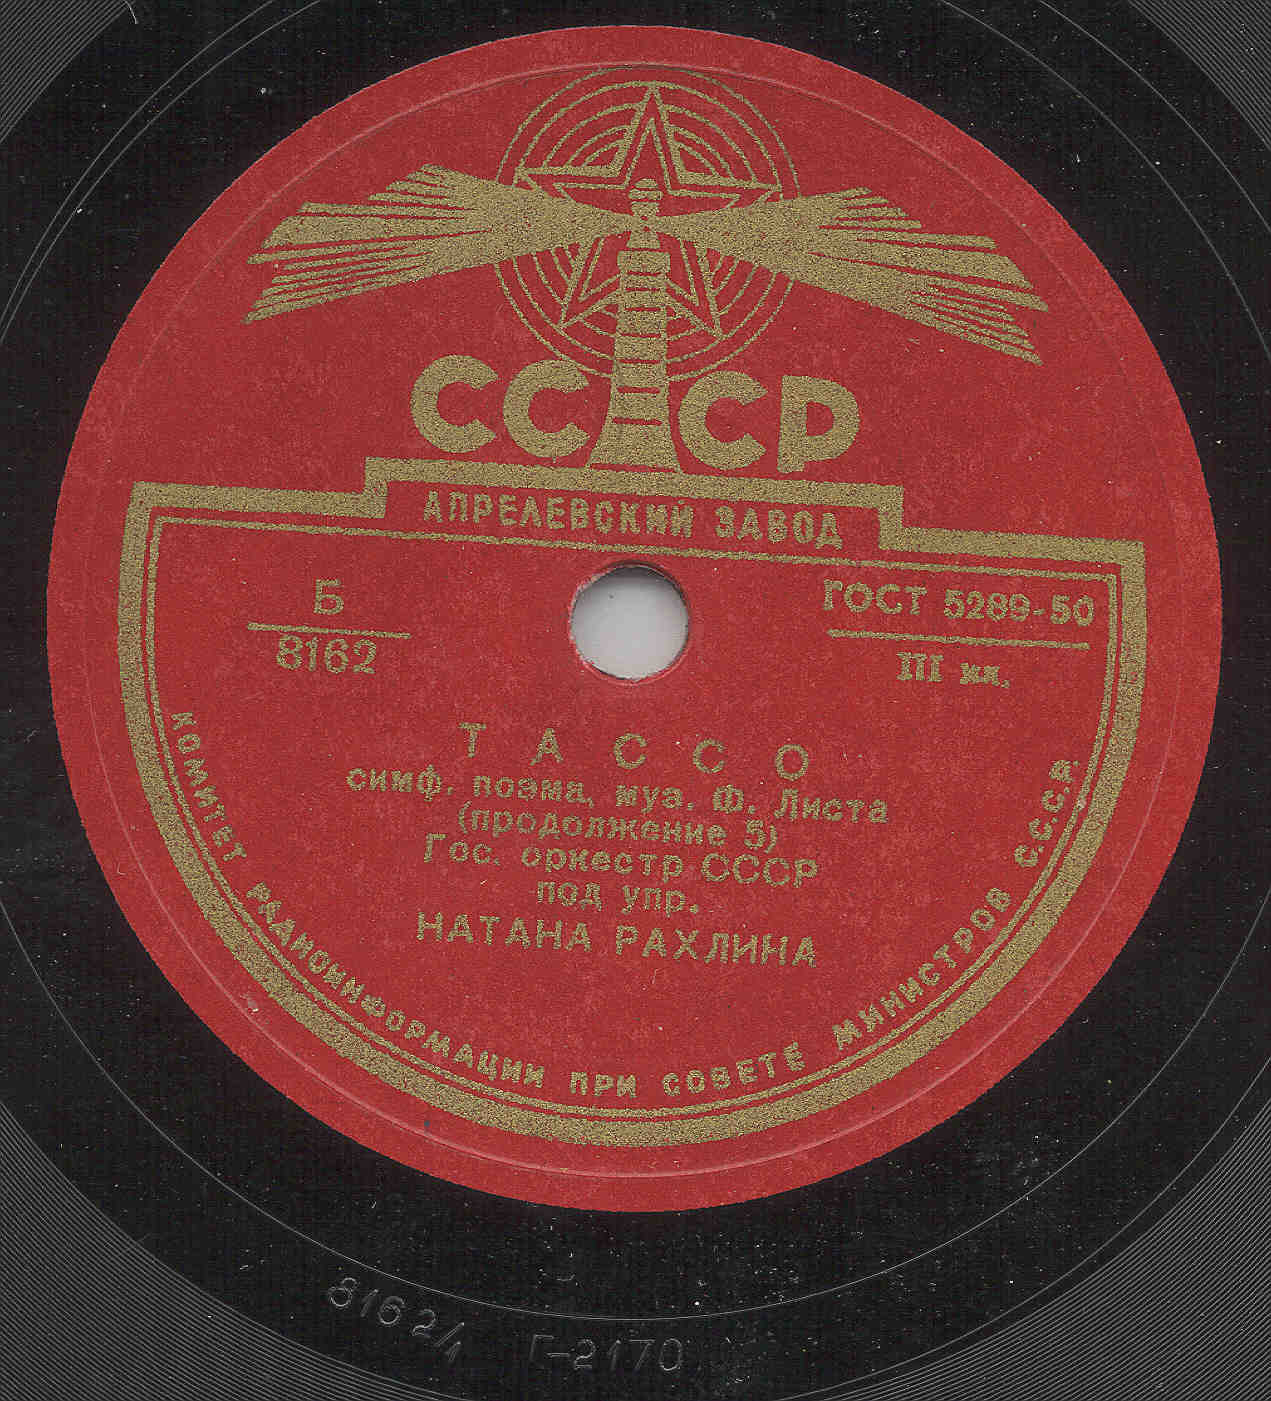 СССР
АПРЕЛЕВСКИЙ ЗАВОД
Б
8162
ГОСТ 5289-50
III кл.
ТАССО
симф. поэма, муз. Ф. Листа
(продолжение 5)
Гос. оркестр СССР
под упр.
НАТАНА РАХЛИНА
КОМИТЕТ РАДИОИНФОРМАЦИИ ПРИ СОВЕТЕ МИНИСТРОВ С.С.С.Р.
8162/1 Г-2170